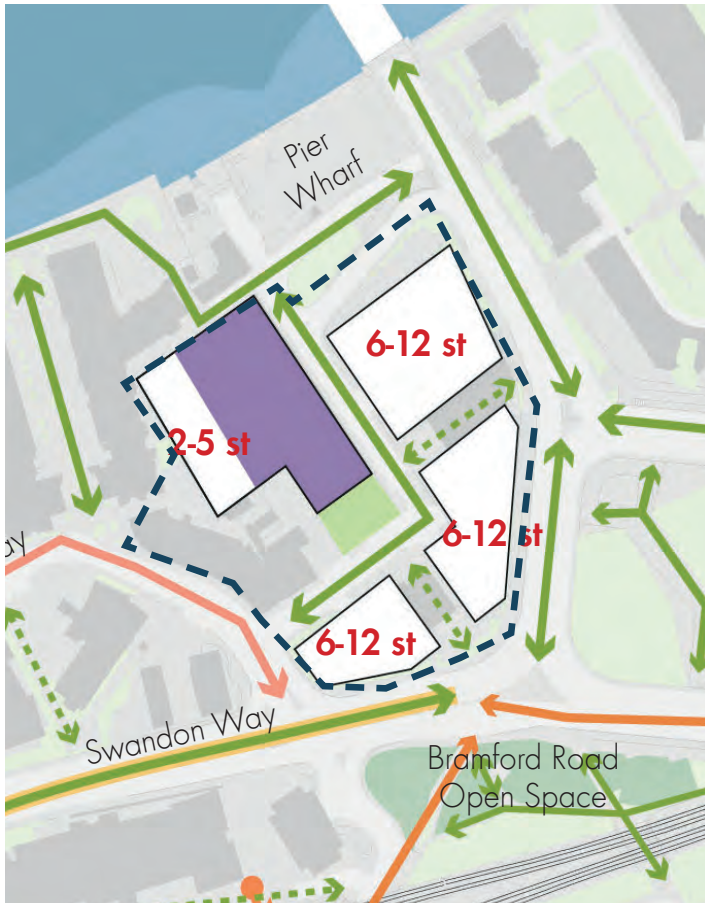 Pier
Wharf
6-12 st
2-5 st
6-12 st
ay
6-12 st
Swandon Way
Bramford Road
Open Space